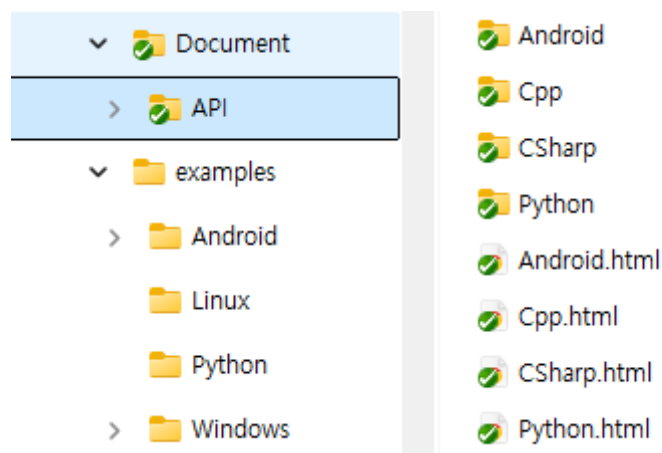 Document
API
examples
Android
Linux
Python
Windows
Android
Cpp
CSharp
Python
Android.html
Cpp.html
CSharp.html
Python.html